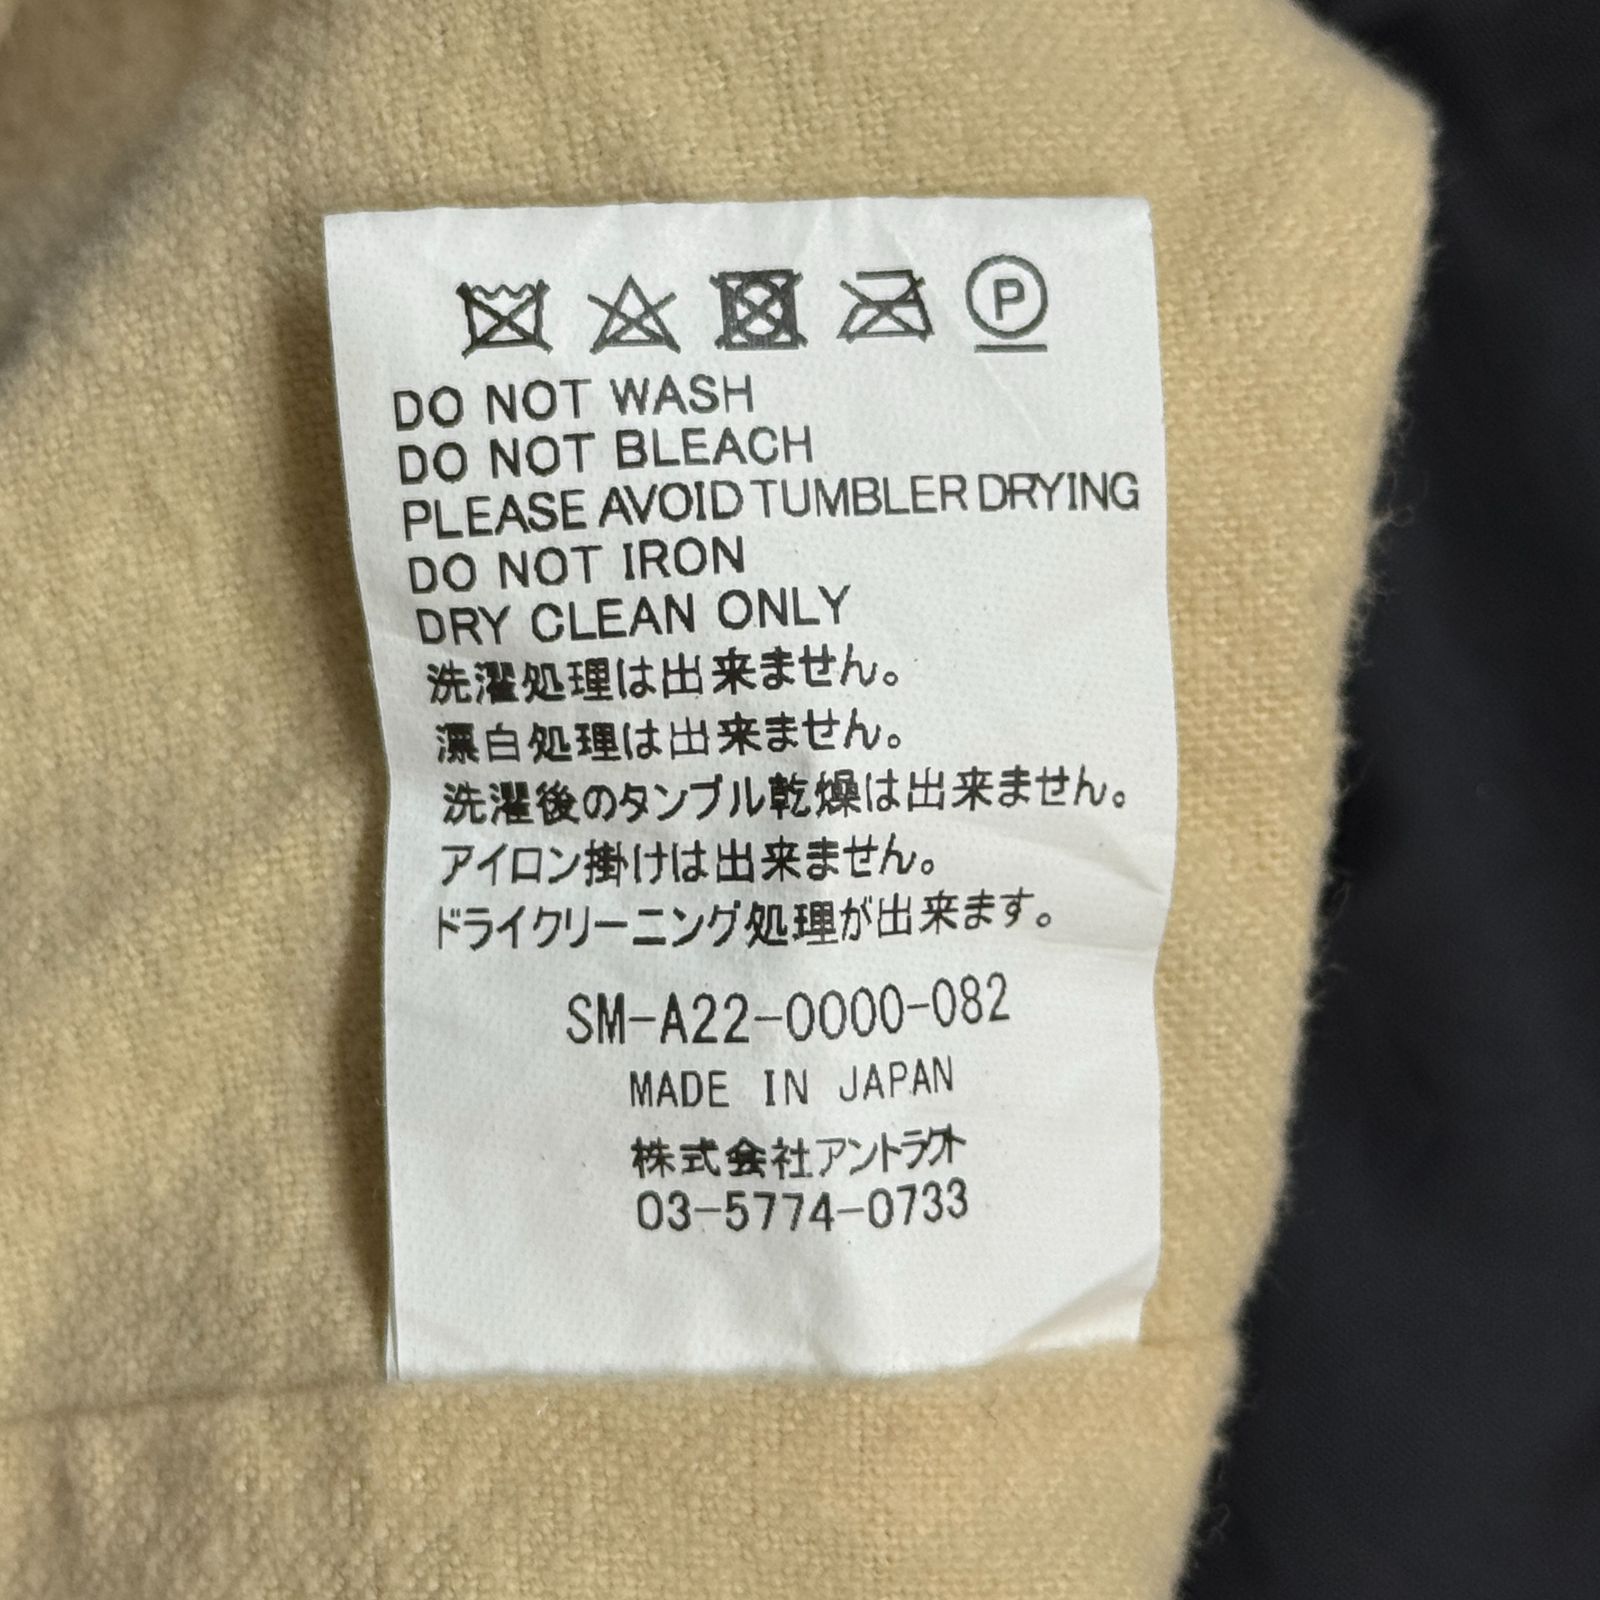 P
DO NOT WASH
DO NOT BLEACH
PLEASE AVOID TUMBLER DRYING
DO NOT IRON
DRY CLEAN ONLY
洗濯処理は出来ません。
漂白処理は出来ません。
洗濯後のタンブル乾燥は出来ません。
アイロン掛けは出来ません。
ドライクリーニング処理が出来ます。
SM-A22-0000-082
MADE IN JAPAN
株式会社アントラクト
03-5774-0733